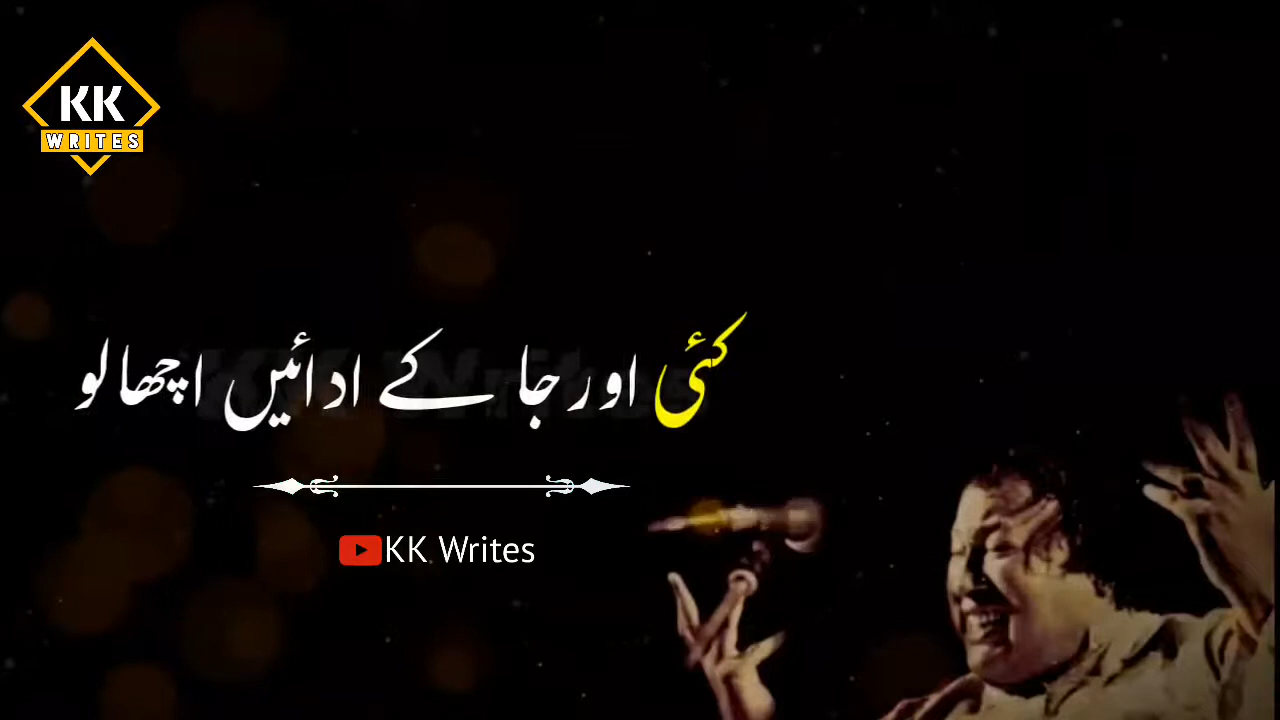 KK
WRITES
کئی اور جا کے ادائیں اچھالو
KK Writes